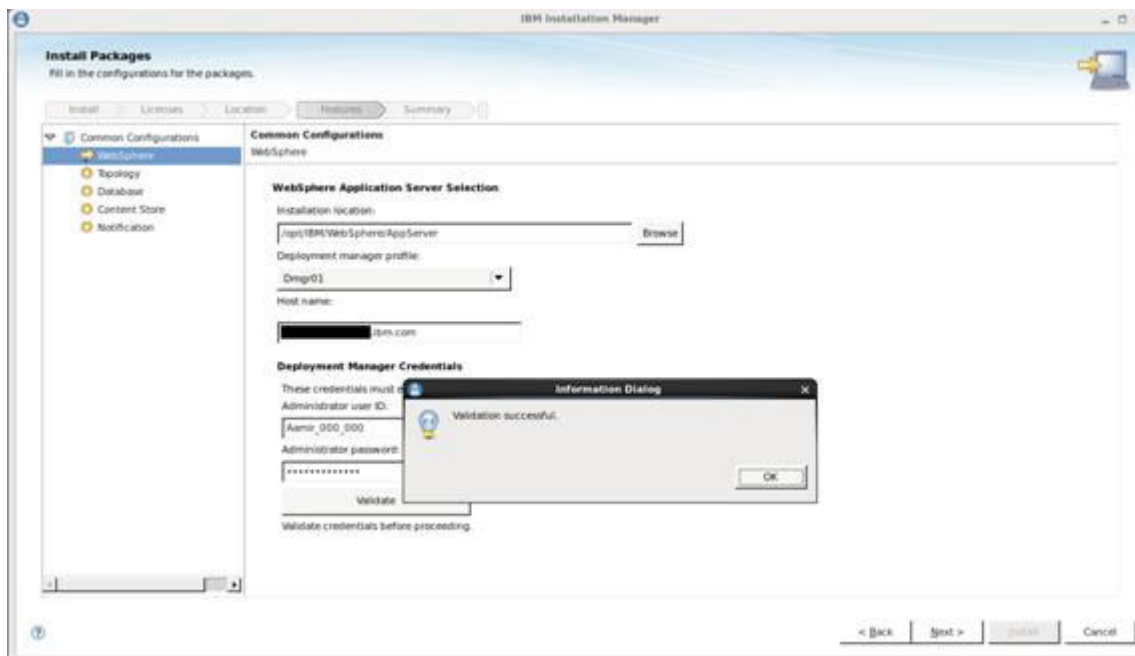 IBM Installation Manager
Install Packages
Fill in the configurations for the packages.
Install
Licenses
Location
Features
Summary
Common Configurations
WebSphere
Topology
Database
Content Store
Notification
Common Configurations
WebSphere
WebSphere Application Server Selection
Installation location:
/opt/IBM/WebSphere/AppServer
Browse
Deployment manager profile:
Dmgr01
Host name:
.ibm.com
Deployment Manager Credentials
These credentials must e
Administrator user ID:
Aamir_000_000
Administrator password:
*************
Validate
Validate credentials before proceeding.
Information Dialog
Validation successful.
OK
< Back
Next >
Install
Cancel